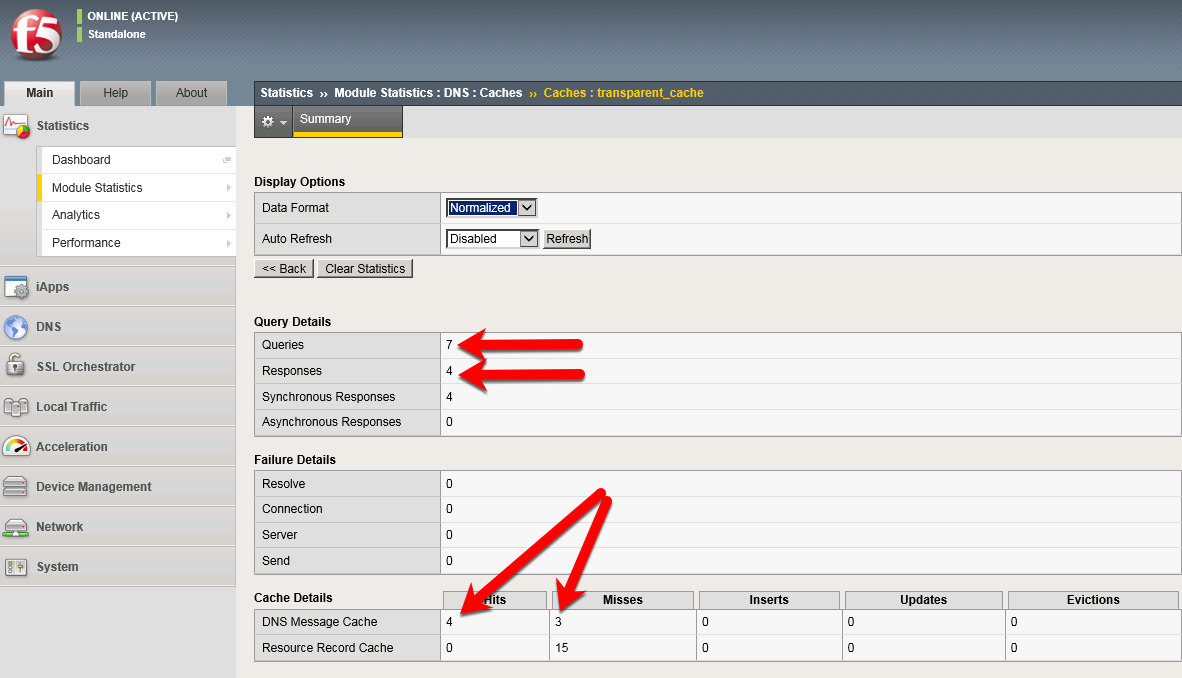 f5
ONLINE (ACTIVE)
Standalone
Main Help About
Statistics ›› Module Statistics : DNS : Caches ›› Caches : transparent_cache
Summary
Statistics
Dashboard
Module Statistics
Analytics
Performance
iApps
DNS
SSL Orchestrator
Local Traffic
Acceleration
Device Management
Network
System
Display Options
Data Format Normalized
Auto Refresh Disabled Refresh
<< Back Clear Statistics
Query Details
Queries 7
Responses 4
Synchronous Responses 4
Asynchronous Responses 0
Failure Details
Resolve 0
Connection 0
Server 0
Send 0
Cache Details Hits Misses Inserts Updates Evictions
DNS Message Cache 4 3 0 0 0
Resource Record Cache 0 15 0 0 0